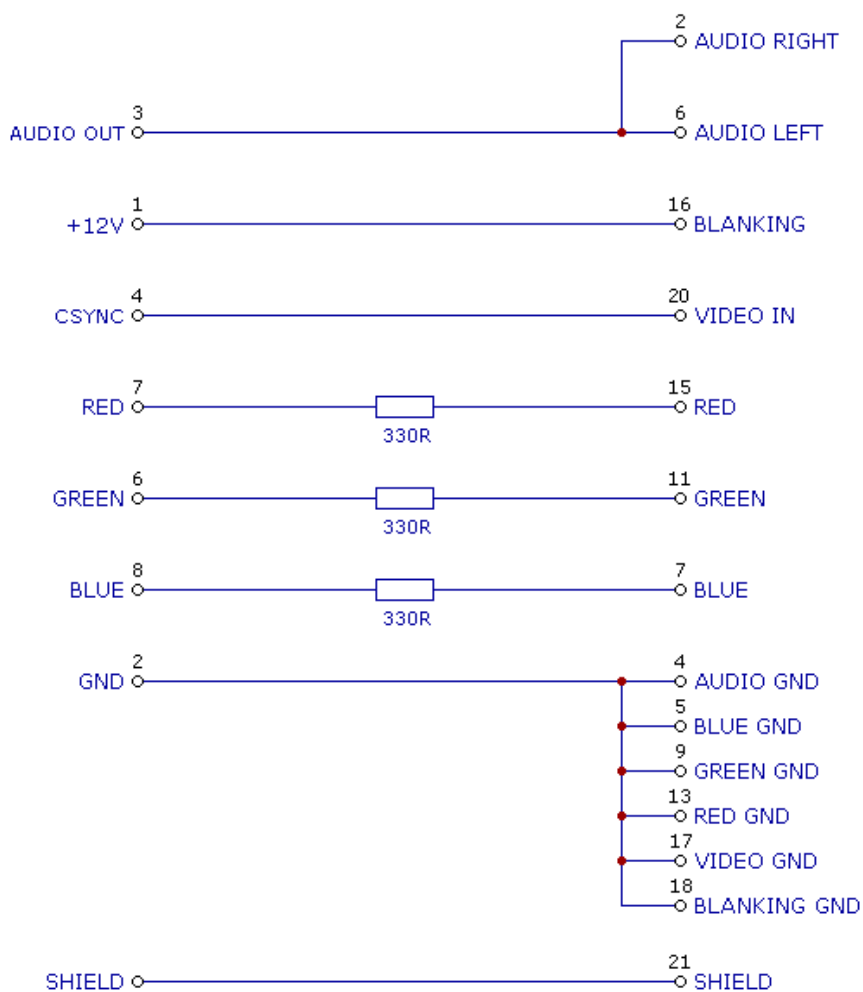 2
AUDIO RIGHT
3
6
AUDIO OUT
AUDIO LEFT
1
16
+12V
BLANKING
4
20
CSYNC
VIDEO IN
7
15
RED
RED
330R
6
11
GREEN
GREEN
330R
8
7
BLUE
BLUE
330R
2
4
GND
AUDIO GND
5
BLUE GND
9
GREEN GND
13
RED GND
17
VIDEO GND
18
BLANKING GND
21
SHIELD
SHIELD